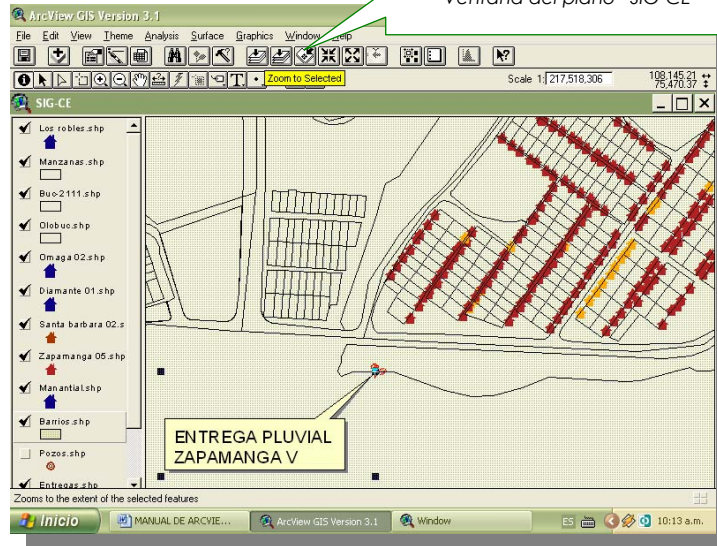 Ventana del plano "SIG-CE"
ArcView GIS Version 3.1
File Edit View Theme Analysis Surface Graphics Window Help
Zoom to Selected
Scale 1: 217,518,306
108,145.21
75,470.37
SIG-CE
Los robles.shp
Manzanas.shp
Buc-2111.shp
Olobuc.shp
Omaga 02.shp
Diamante 01.shp
Santa barbara 02.s
Zapamanga 05.shp
Manantial.shp
Barrios.shp
Pozos.shp
Entregas.shp
ENTREGA PLUVIAL
ZAPAMANGA V
Zooms to the extent of the selected features
Inicio
MANUAL DE ARCVIE...
ArcView GIS Version 3.1
Window
ES
10:13 a.m.